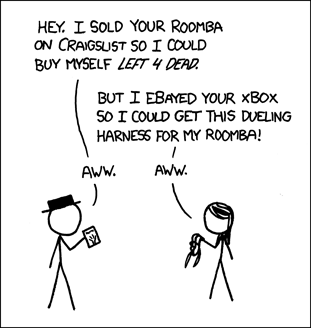 HEY. I SOLD YOUR ROOMBA
ON CRAIGSLIST SO I COULD
BUY MYSELF LEFT 4 DEAD.
BUT I EBAYED YOUR XBOX
SO I COULD GET THIS DUELING
HARNESS FOR MY ROOMBA!
AWW.
AWW.